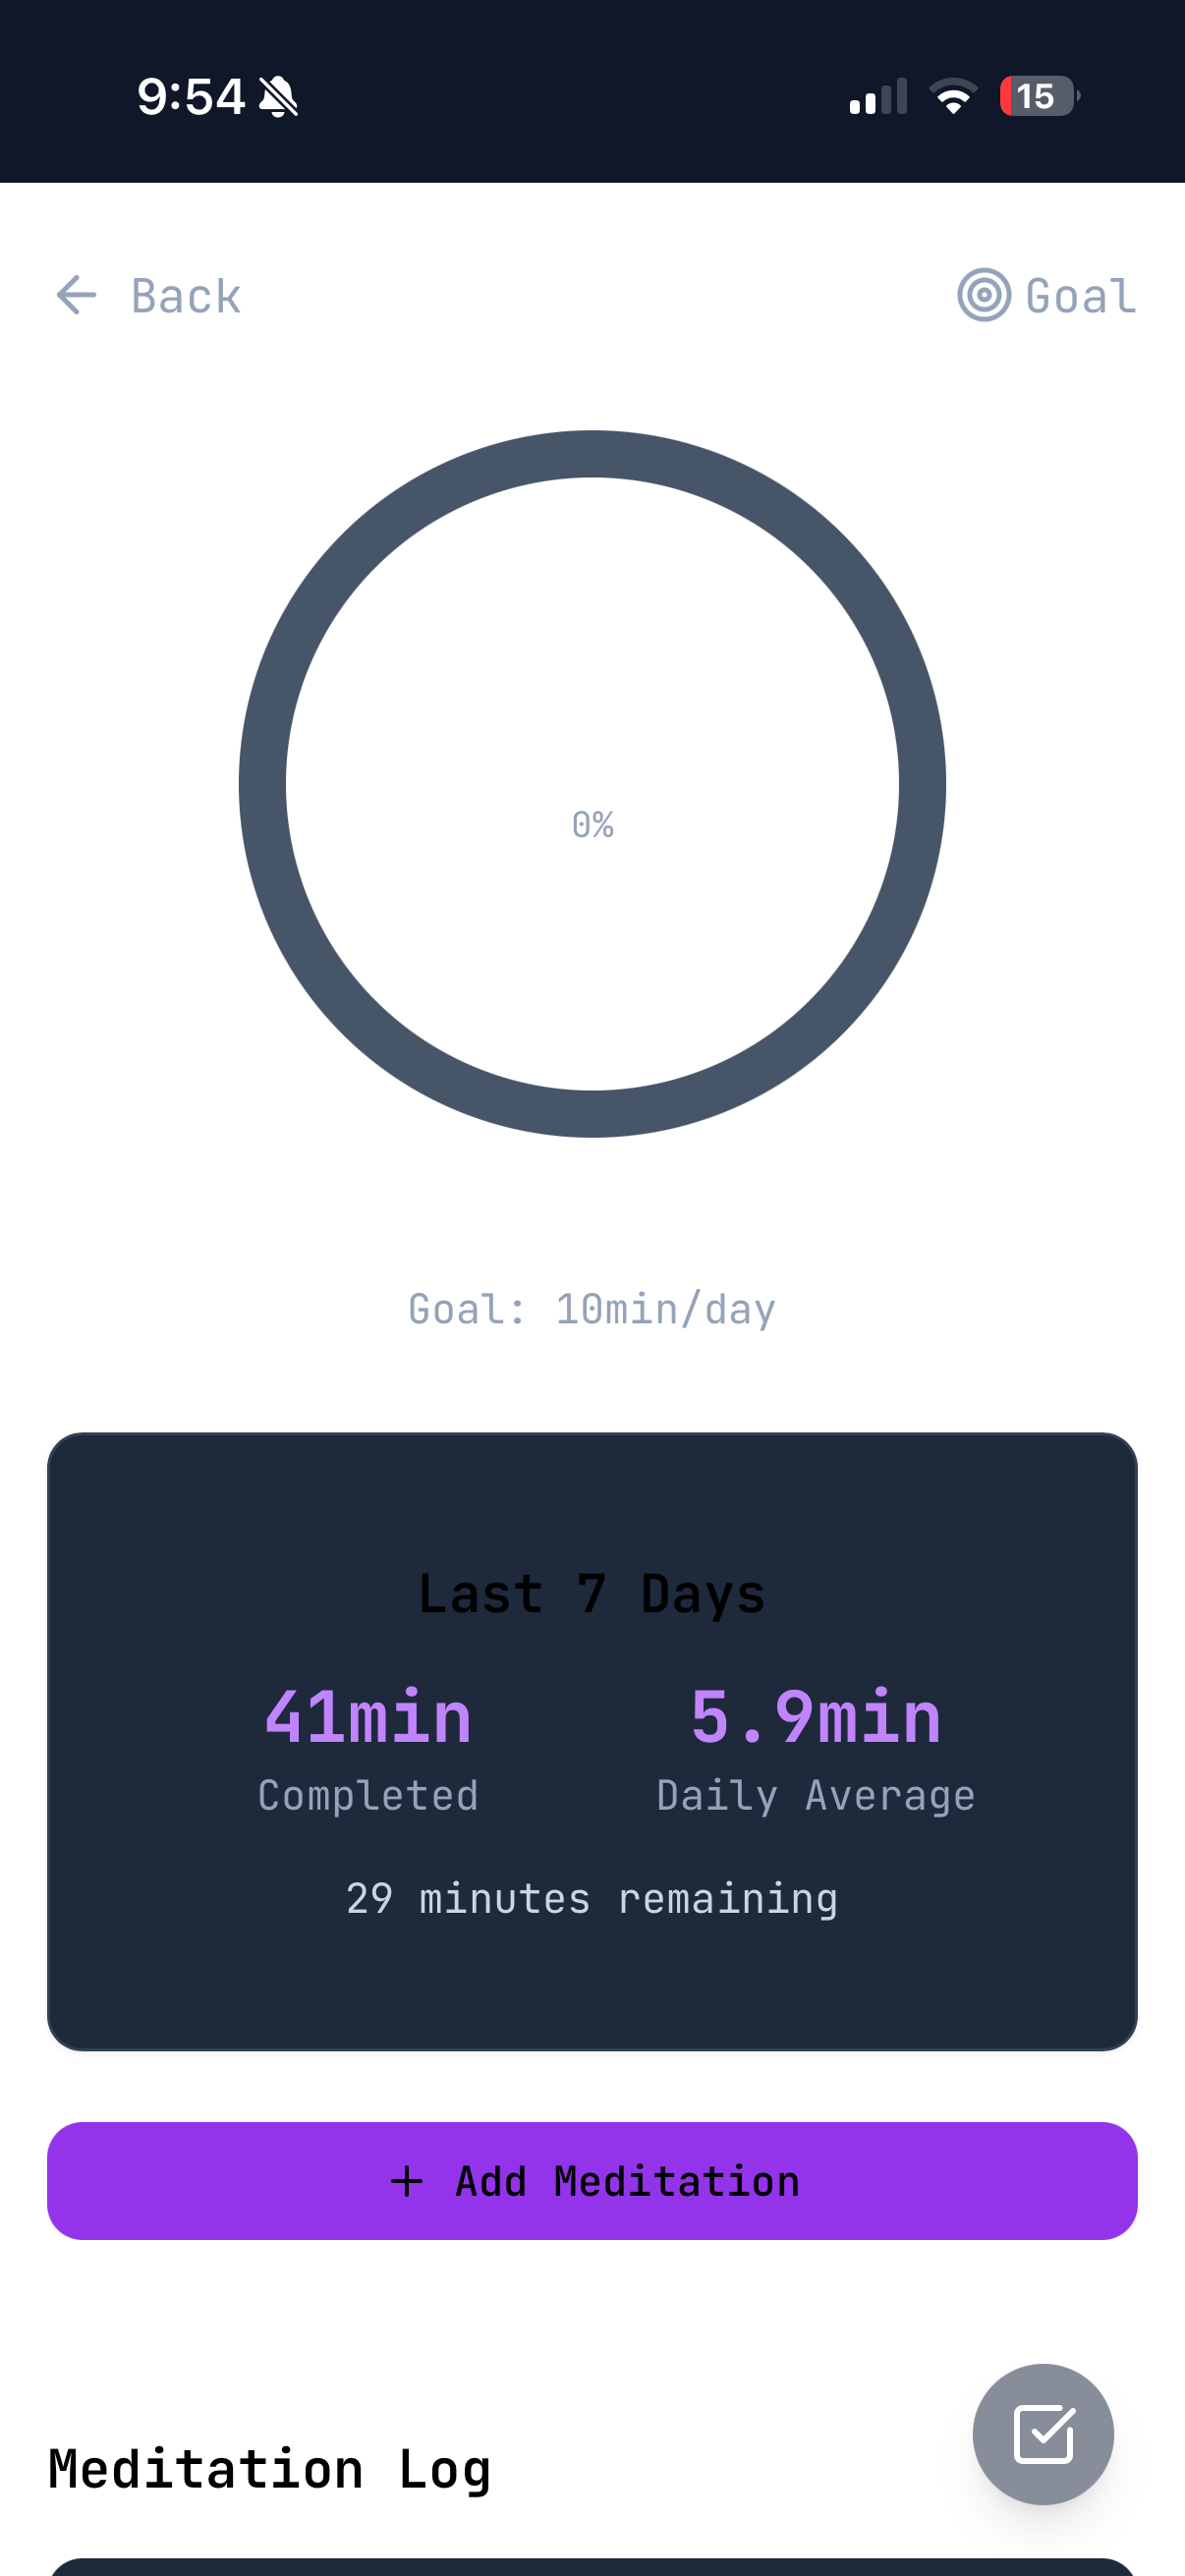 9:54 15
Back Goal
0%
Goal: 10min/day
Last 7 Days
41min 5.9min
Completed Daily Average
29 minutes remaining
+ Add Meditation
Meditation Log